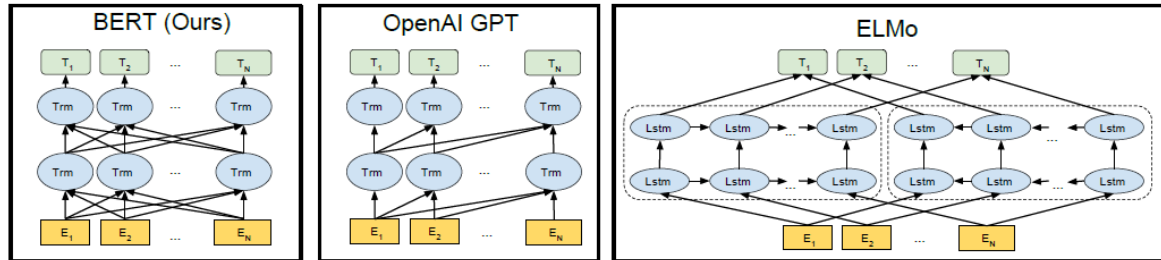 BERT (Ours)
T1 T2 ... TN
Trm Trm ... Trm
Trm Trm ... Trm
E1 E2 ... EN
OpenAI GPT
T1 T2 ... TN
Trm Trm ... Trm
Trm Trm ... Trm
E1 E2 ... EN
ELMo
T1 T2 ... TN
Lstm Lstm ... Lstm Lstm Lstm ... Lstm
Lstm Lstm ... Lstm Lstm Lstm ... Lstm
E1 E2 ... EN